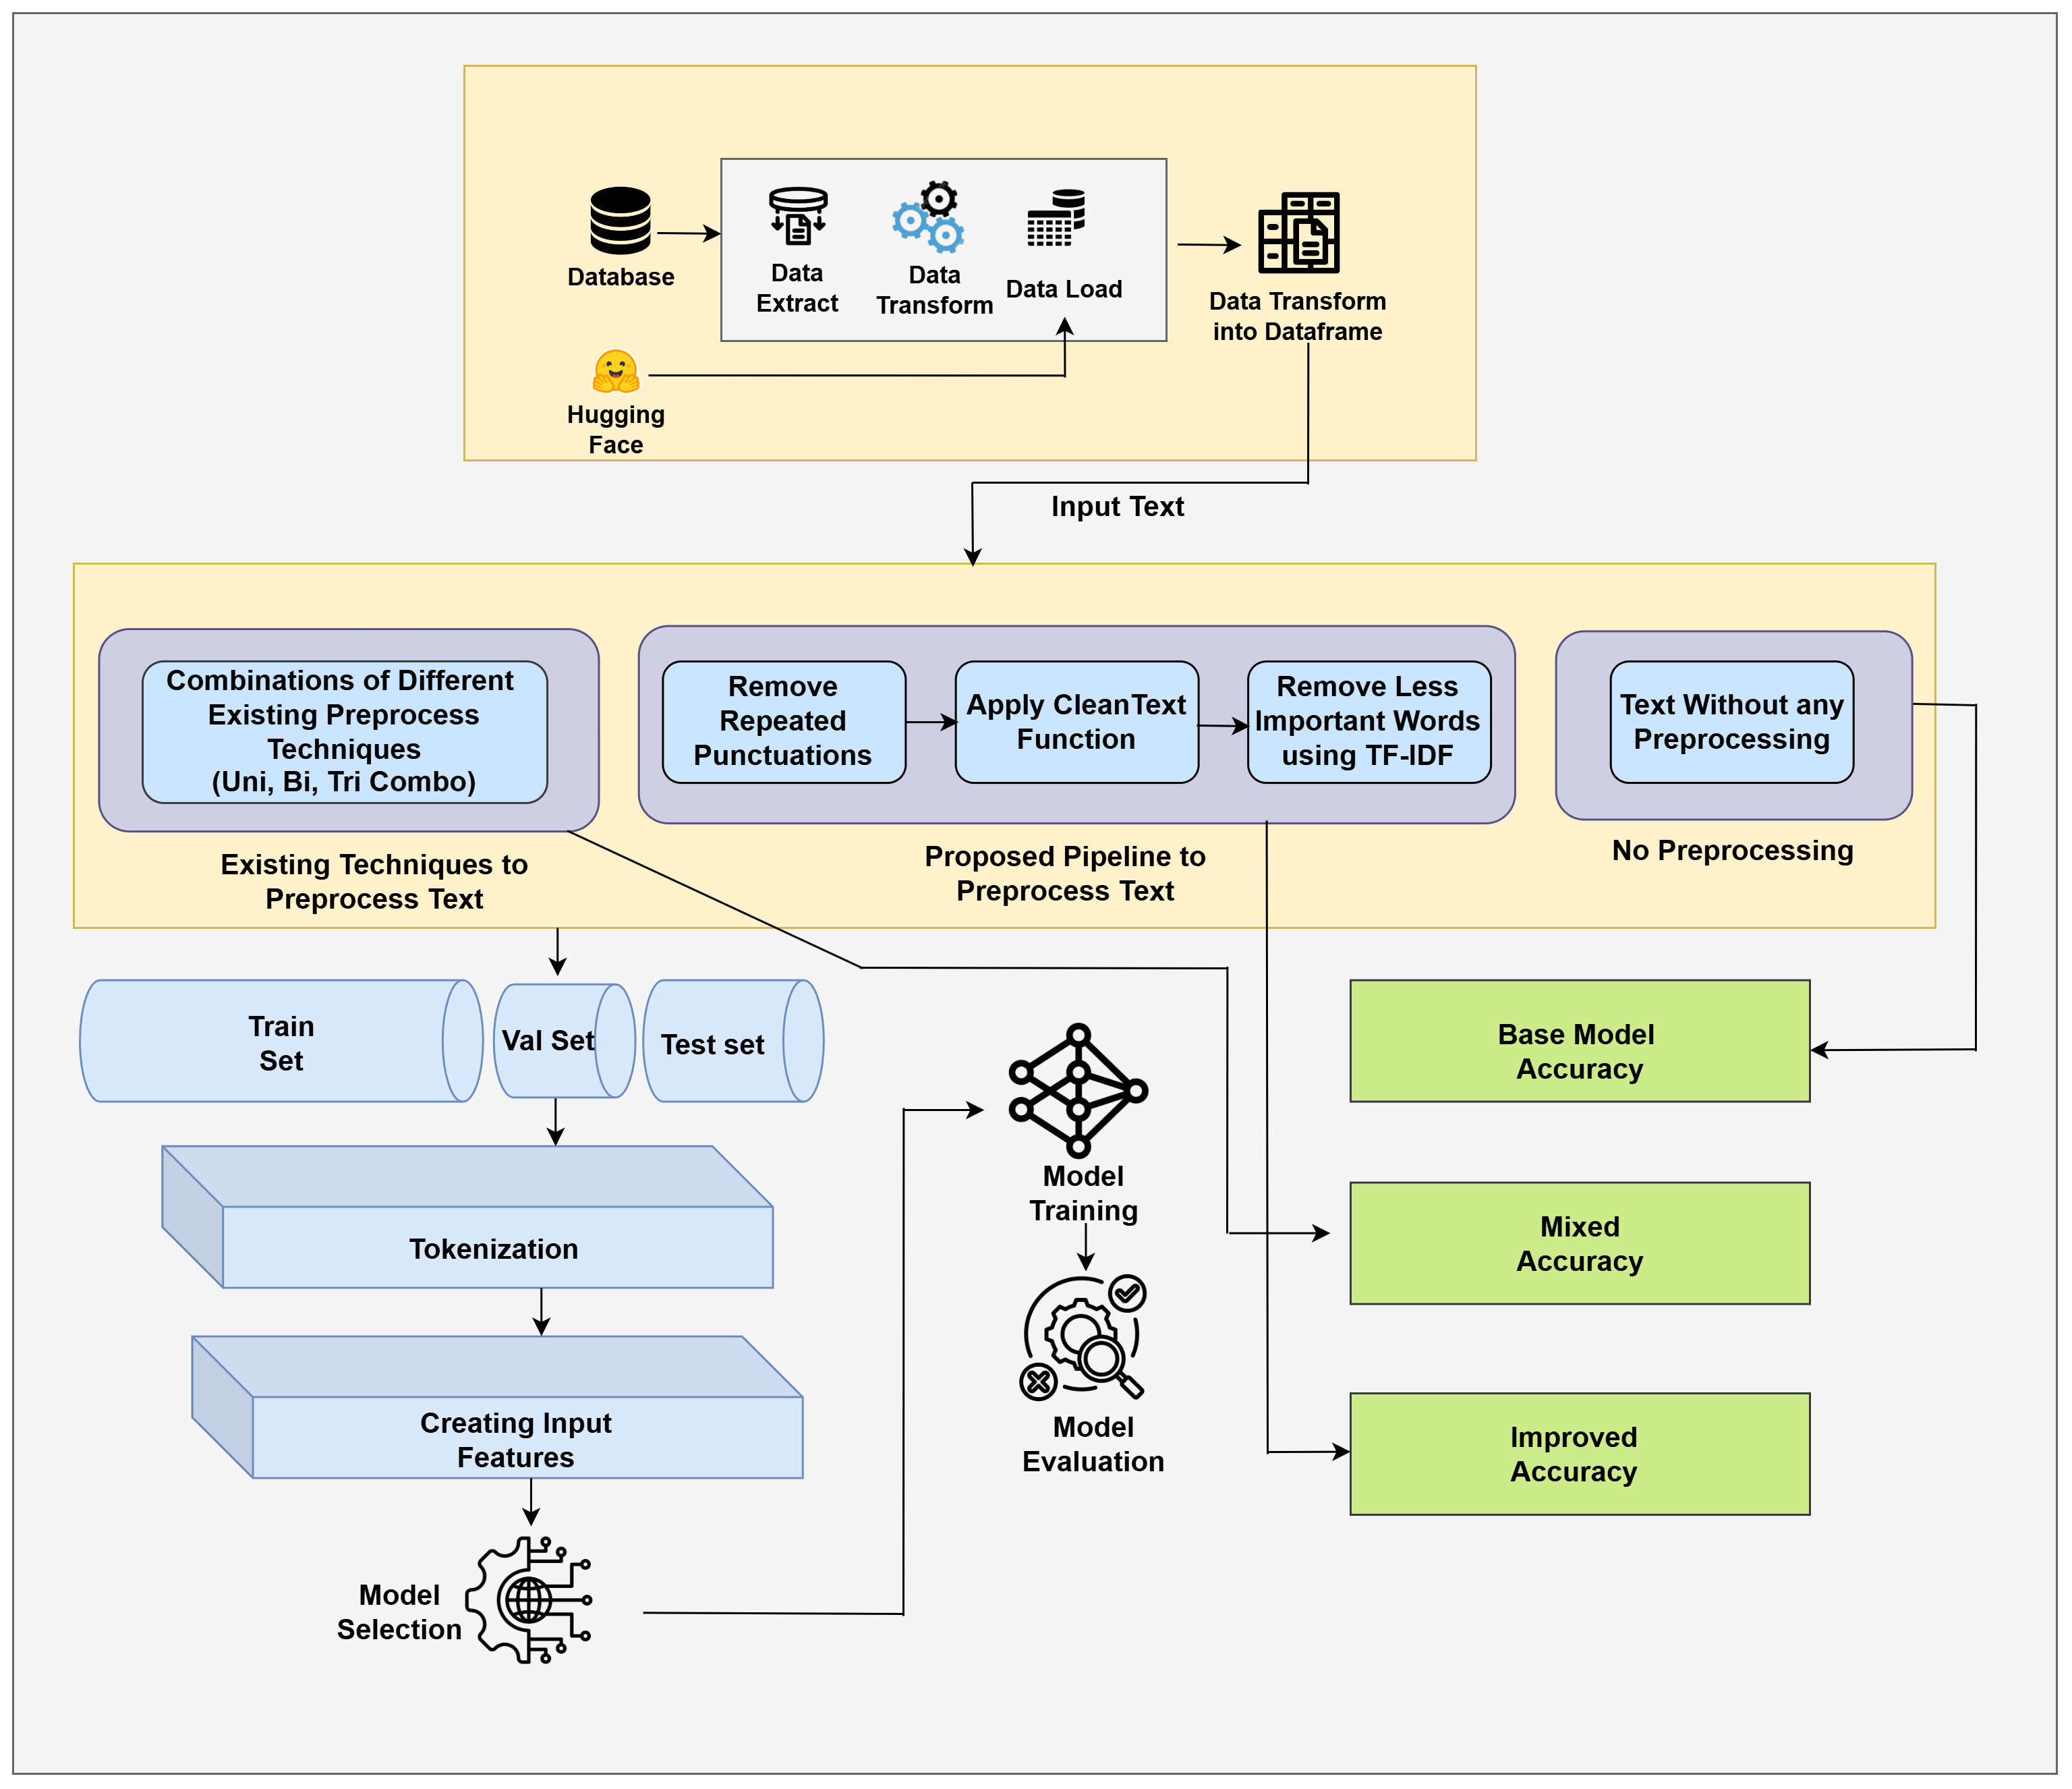 Database
Data
Extract
Data
Transform
Data Load
Data Transform
into Dataframe
Hugging
Face
Input Text
Combinations of Different
Existing Preprocess
Techniques
(Uni, Bi, Tri Combo)
Existing Techniques to
Preprocess Text
Remove
Repeated
Punctuations
Apply CleanText
Function
Remove Less
Important Words
using TF-IDF
Proposed Pipeline to
Preprocess Text
Text Without any
Preprocessing
No Preprocessing
Train
Set
Val Set
Test set
Tokenization
Creating Input
Features
Model
Selection
Model
Training
Model
Evaluation
Base Model
Accuracy
Mixed
Accuracy
Improved
Accuracy